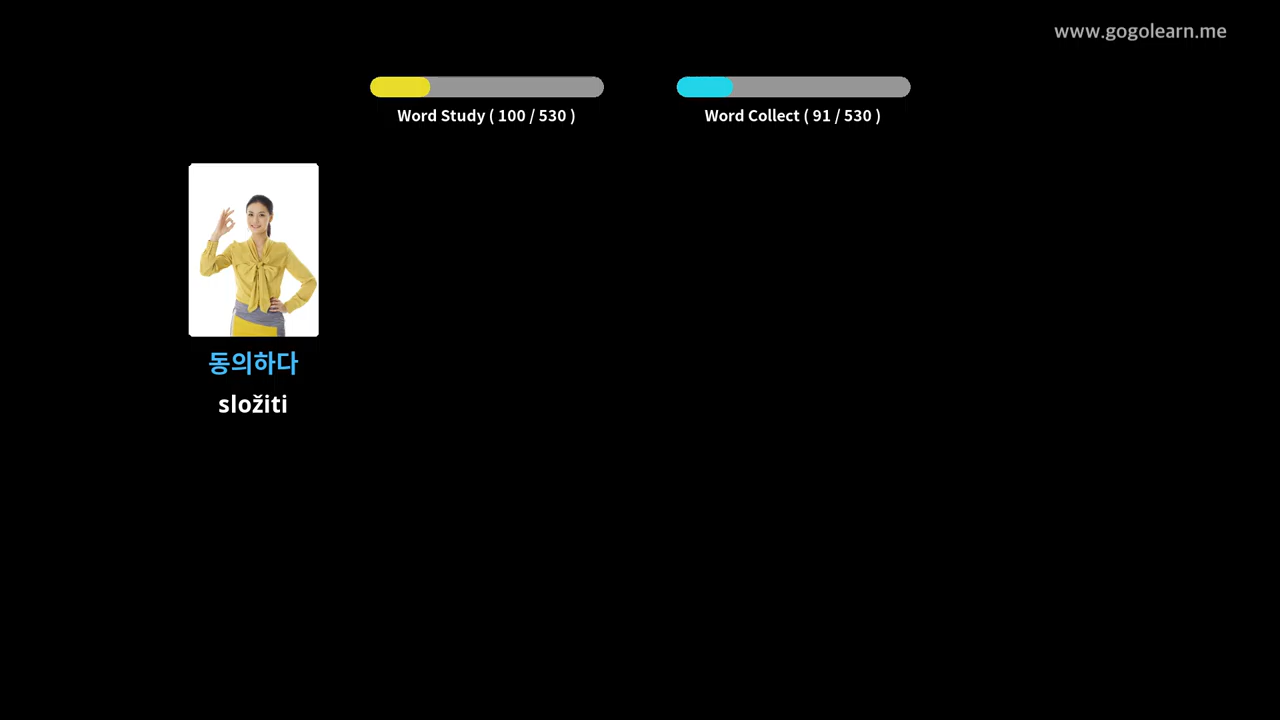 www.gogolearn.me
Word Study ( 100 / 530 )
Word Collect ( 91 / 530 )
동의하다
složiti